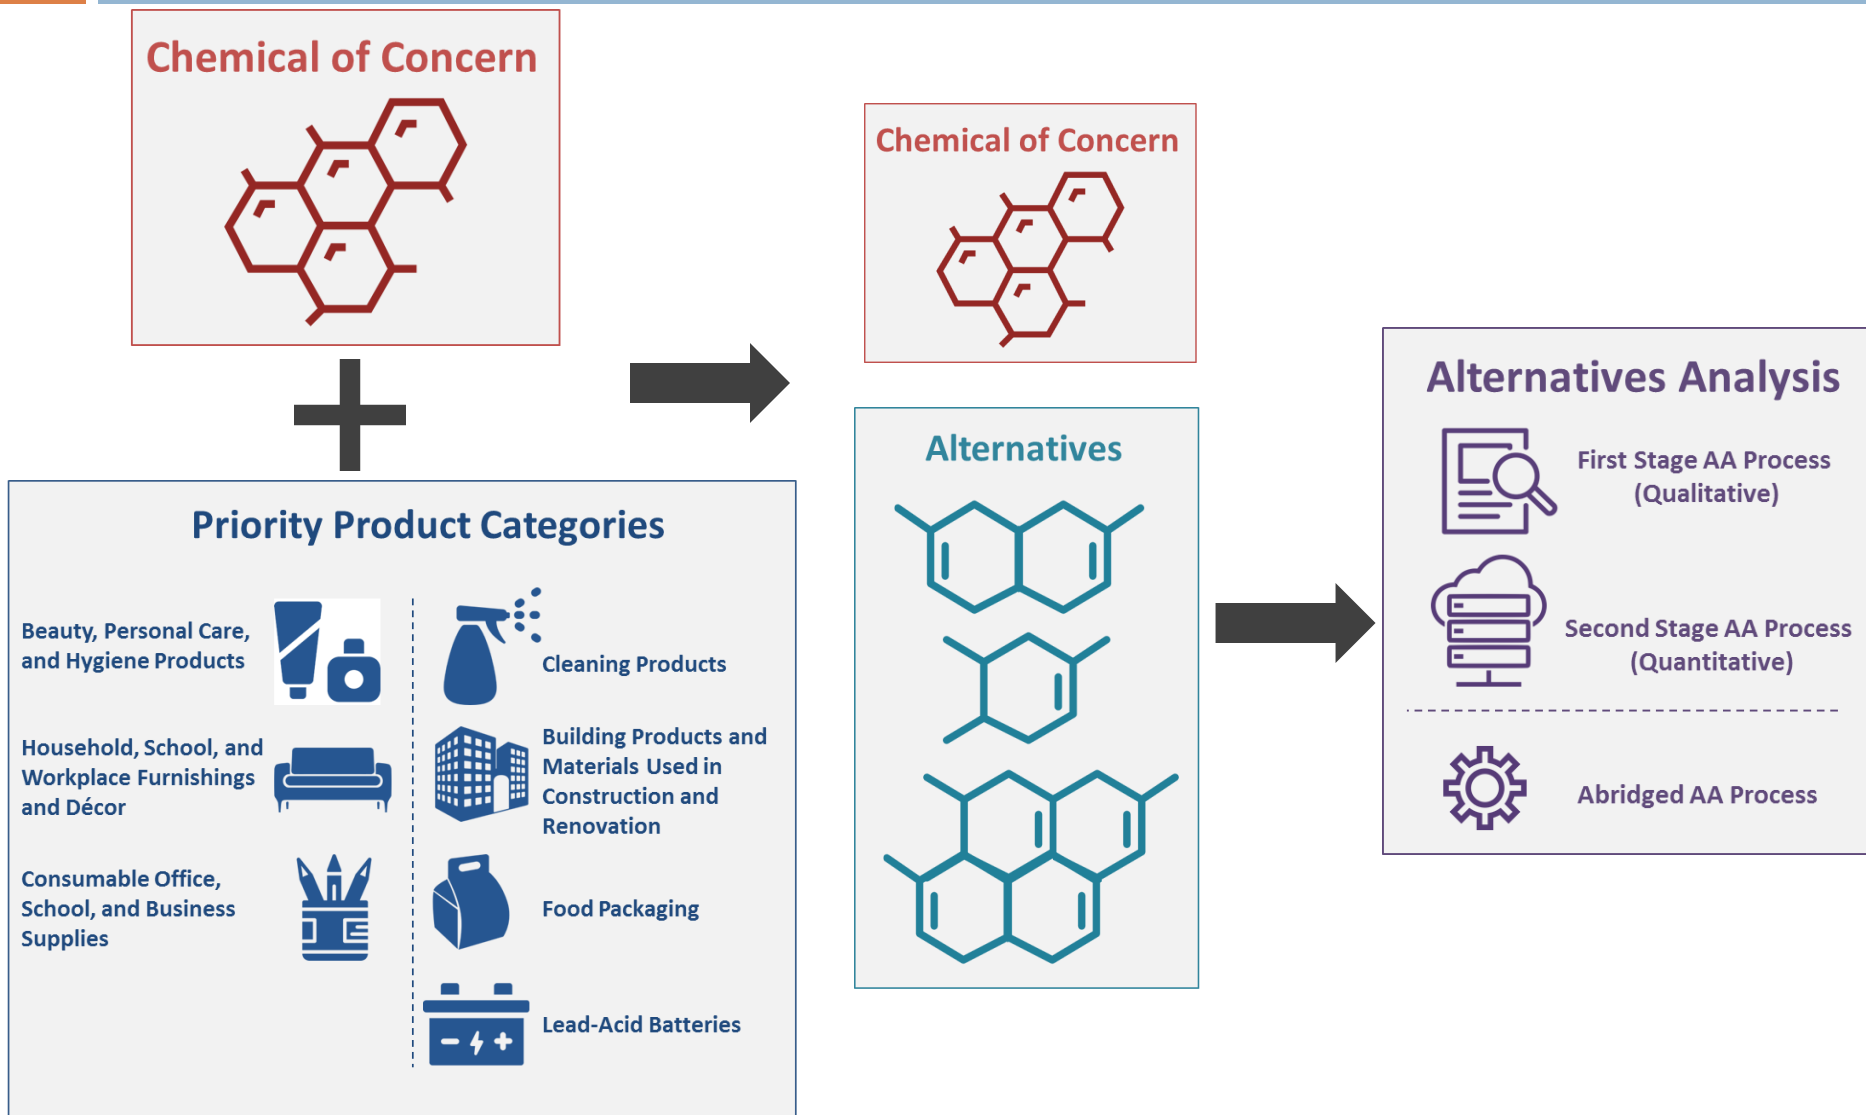 Chemical of Concern
Priority Product Categories
Beauty, Personal Care,
and Hygiene Products
Household, School, and
Workplace Furnishings
and Décor
Consumable Office,
School, and Business
Supplies
Cleaning Products
Building Products and
Materials Used in
Construction and
Renovation
Food Packaging
Lead-Acid Batteries
Chemical of Concern
Alternatives
Alternatives Analysis
First Stage AA Process
(Qualitative)
Second Stage AA Process
(Quantitative)
Abridged AA Process